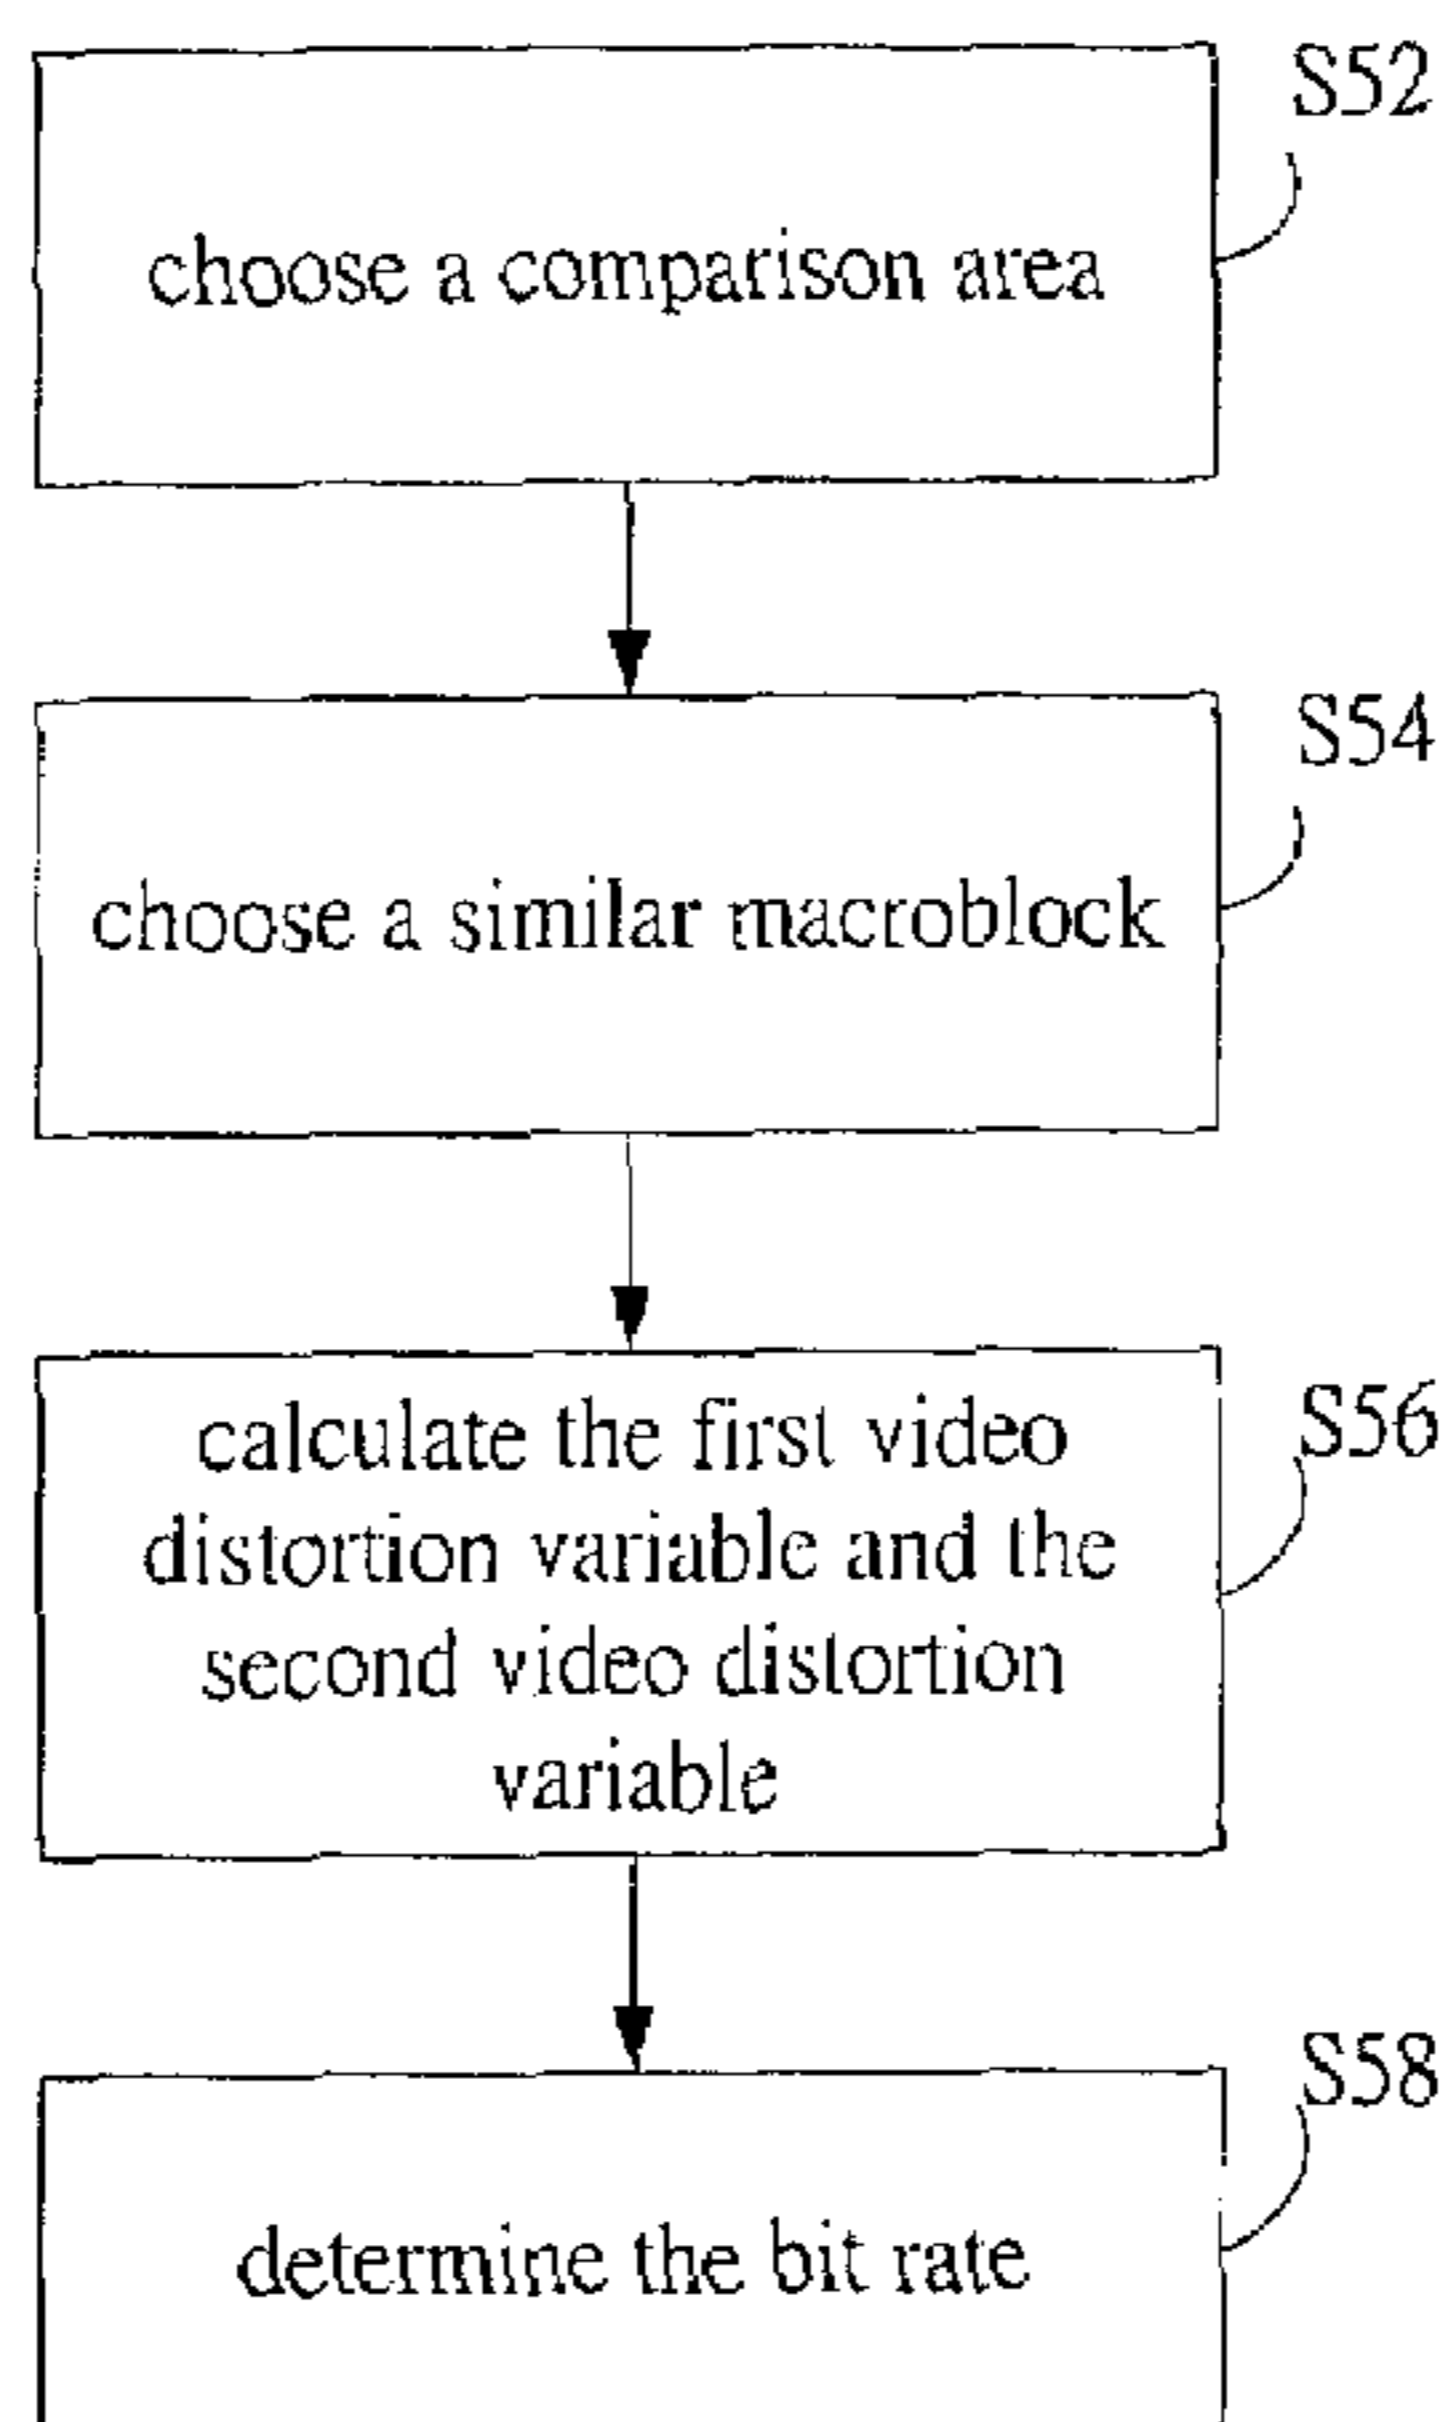 S52
choose a comparison area
S54
choose a similar macroblock
S56
calculate the first video
distortion variable and the
second video distortion
variable
S58
determine the bit rate